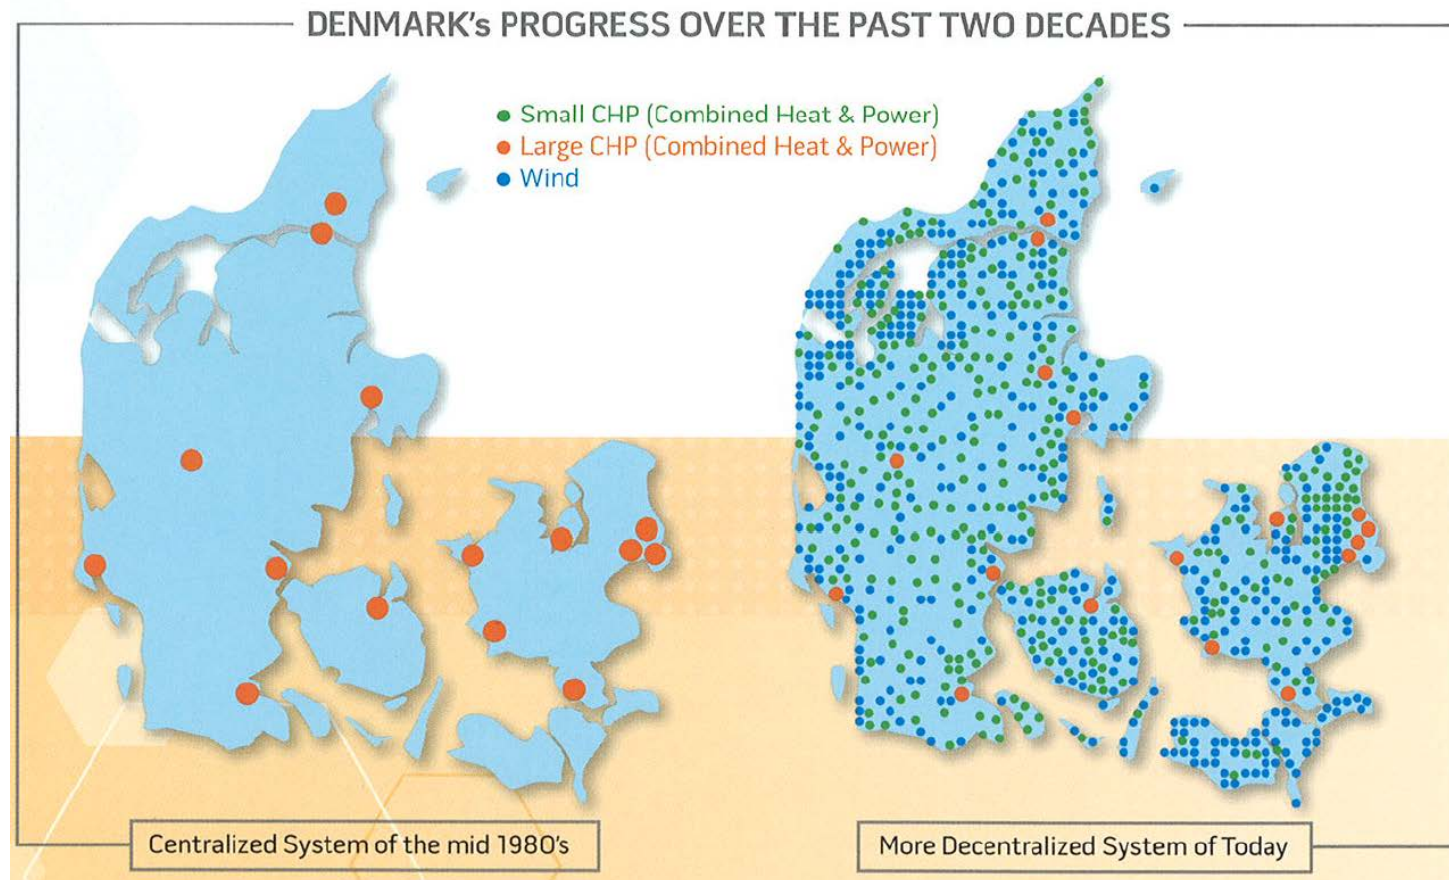 DENMARK's PROGRESS OVER THE PAST TWO DECADES
Small CHP (Combined Heat & Power)
Large CHP (Combined Heat & Power)
Wind
Centralized System of the mid 1980's
More Decentralized System of Today